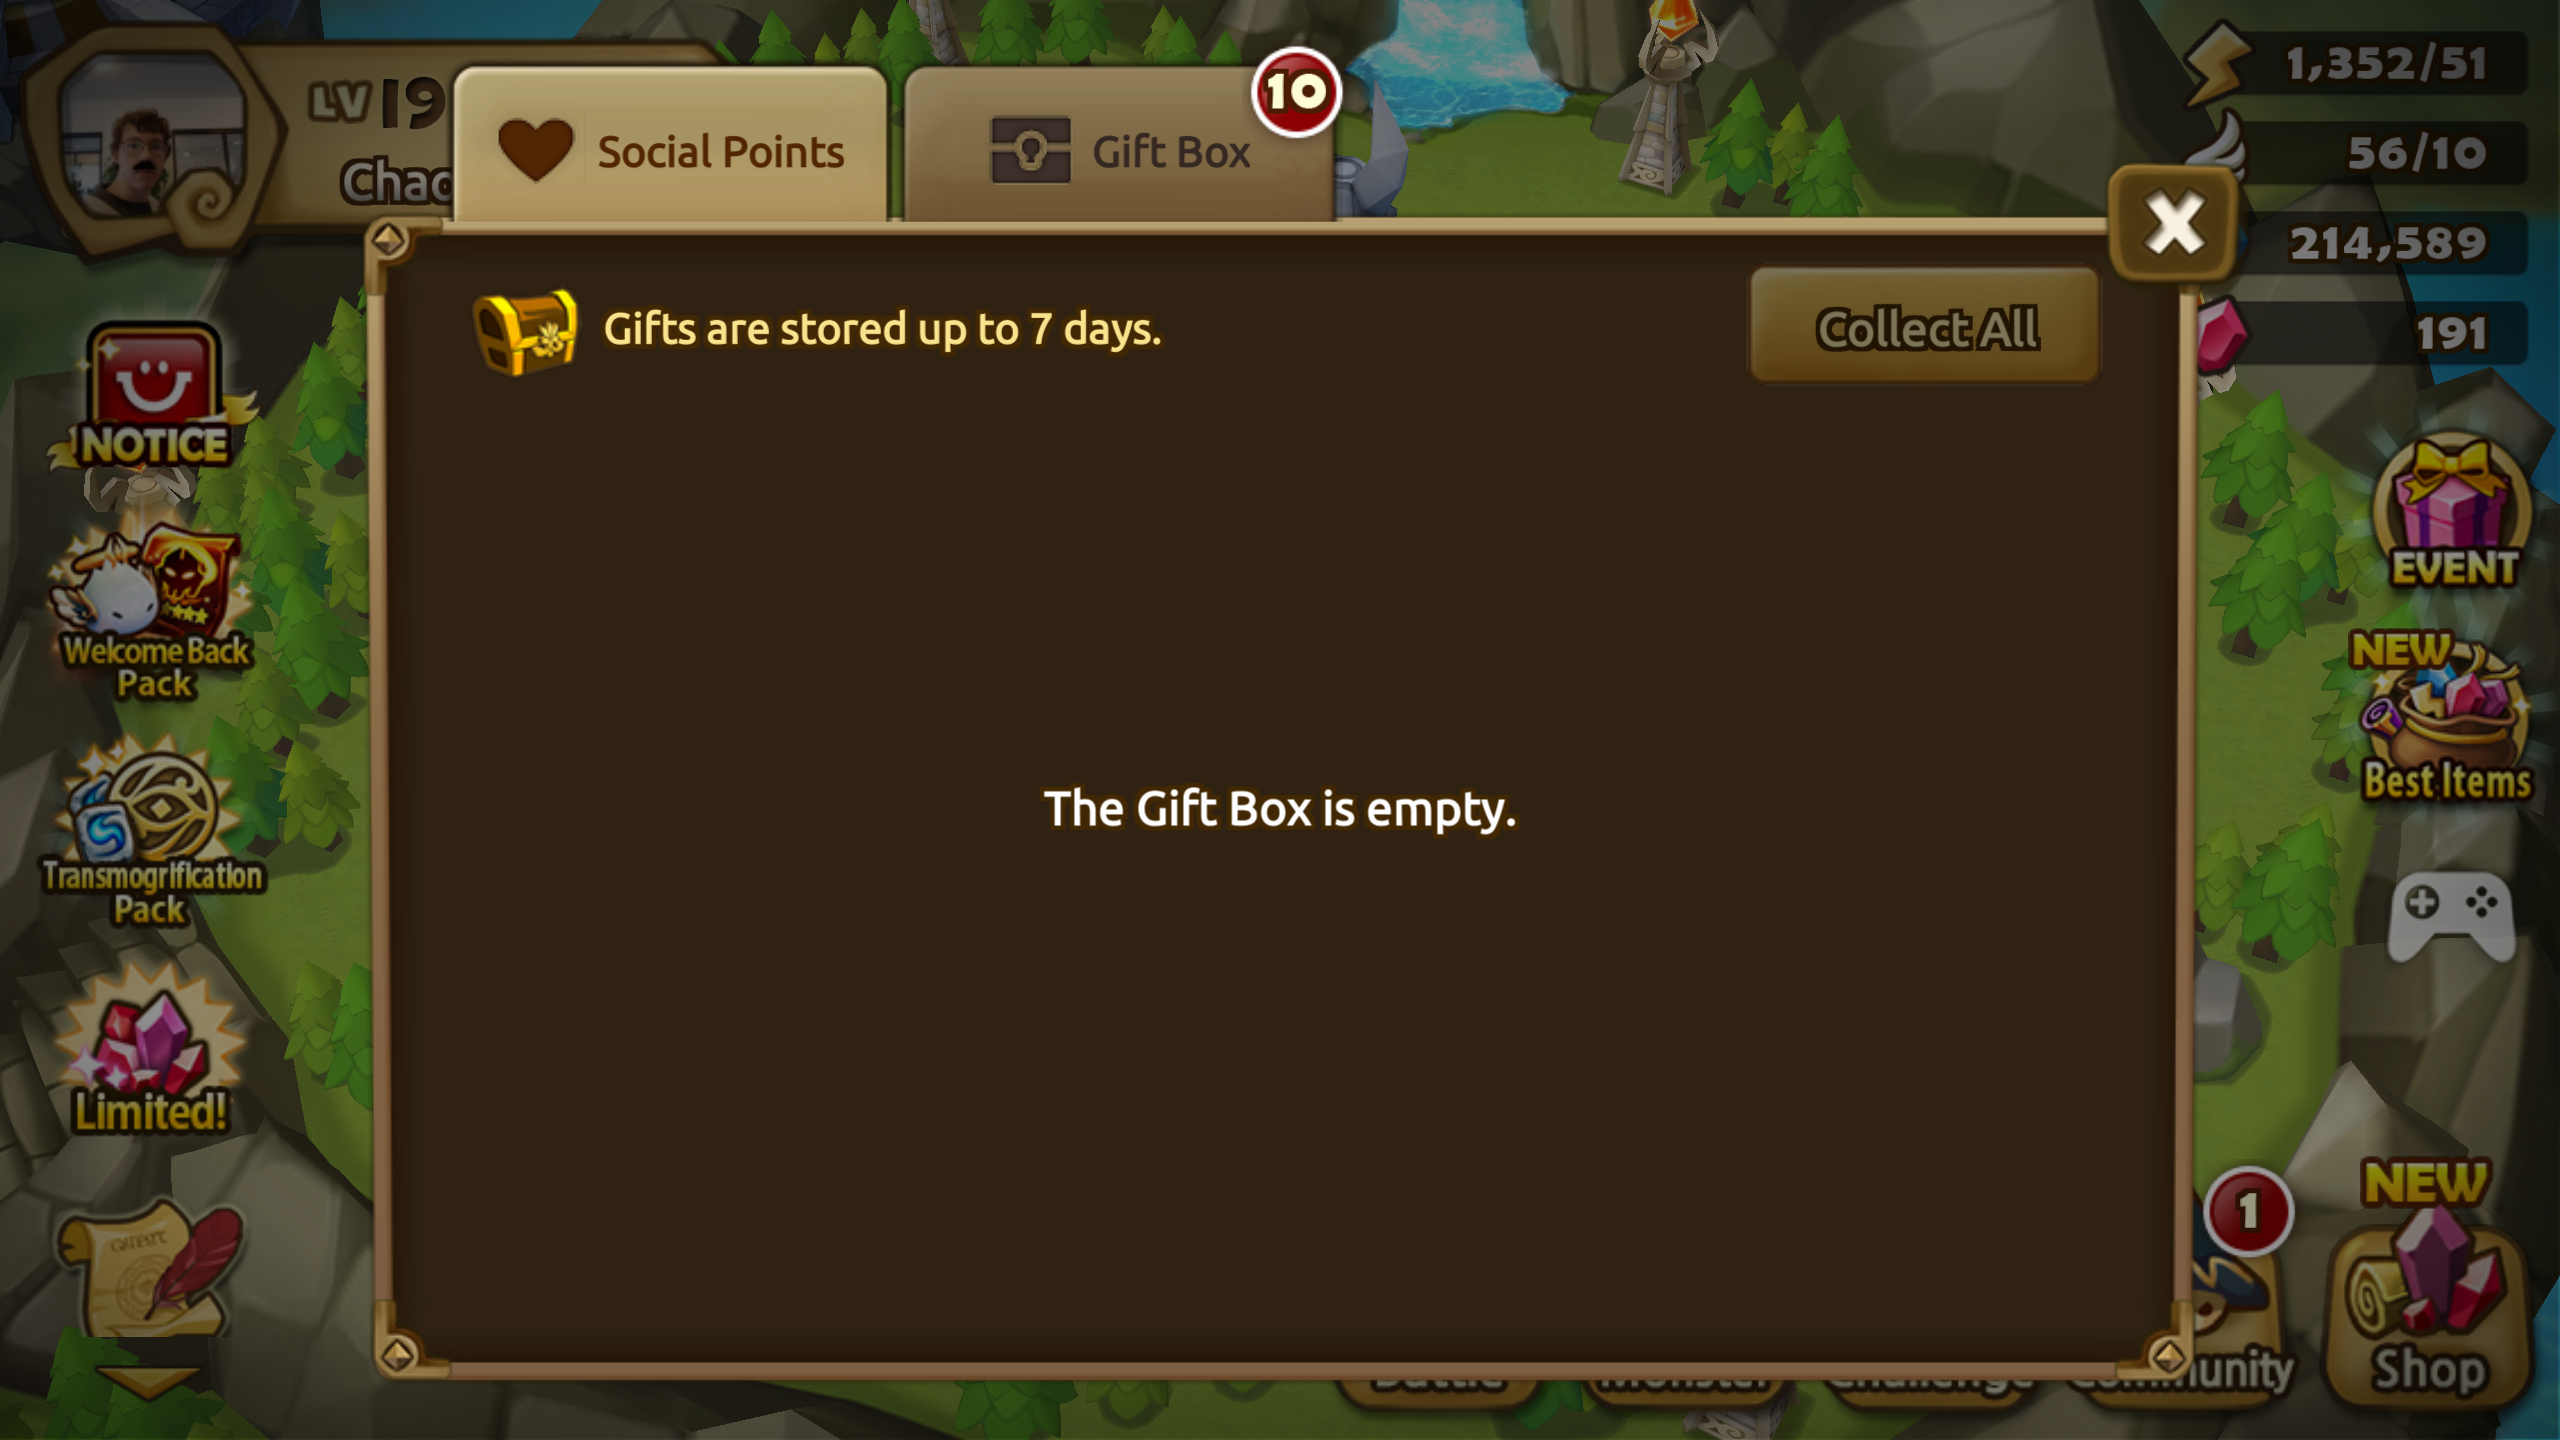 LV 19
Social Points
Gift Box
10
1,352/51
56/10
214,589
191
Gifts are stored up to 7 days.
Collect All
NOTICE
Welcome Back
Pack
Transmogrification
Pack
Limited!
QUEST
The Gift Box is empty.
EVENT
NEW
Best Items
1
NEW
Shop